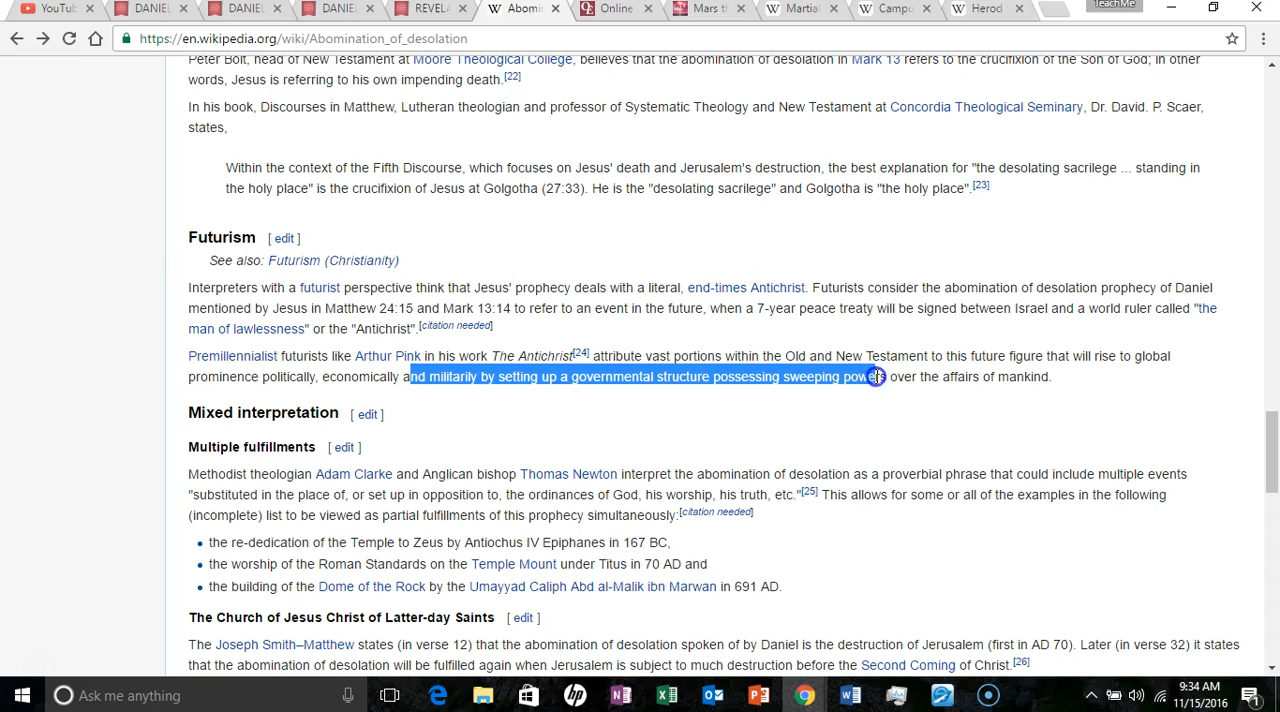 YouTub
DANIEL
DANIEL
DANIEL
REVELA
Abomin
Online
Mars th
Martial
Campu
Herod
TeachMe
https://en.wikipedia.org/wiki/Abomination_of_desolation
Peter Bolt, head of New Testament at Moore Theological College, believes that the abomination of desolation in Mark 13 refers to the crucifixion of the Son of God; in other
words, Jesus is referring to his own impending death.[22]
In his book, Discourses in Matthew, Lutheran theologian and professor of Systematic Theology and New Testament at Concordia Theological Seminary, Dr. David. P. Scaer,
states,
Within the context of the Fifth Discourse, which focuses on Jesus' death and Jerusalem's destruction, the best explanation for "the desolating sacrilege ... standing in
the holy place" is the crucifixion of Jesus at Golgotha (27:33). He is the "desolating sacrilege" and Golgotha is "the holy place".[23]
Futurism [ edit ]
See also: Futurism (Christianity)
Interpreters with a futurist perspective think that Jesus' prophecy deals with a literal, end-times Antichrist. Futurists consider the abomination of desolation prophecy of Daniel
mentioned by Jesus in Matthew 24:15 and Mark 13:14 to refer to an event in the future, when a 7-year peace treaty will be signed between Israel and a world ruler called "the
man of lawlessness" or the "Antichrist".[citation needed]
Premillennialist futurists like Arthur Pink in his work The Antichrist[24] attribute vast portions within the Old and New Testament to this future figure that will rise to global
prominence politically, economically and militarily by setting up a governmental structure possessing sweeping powers over the affairs of mankind.
Mixed interpretation [ edit ]
Multiple fulfillments [ edit ]
Methodist theologian Adam Clarke and Anglican bishop Thomas Newton interpret the abomination of desolation as a proverbial phrase that could include multiple events
"substituted in the place of, or set up in opposition to, the ordinances of God, his worship, his truth, etc."[25] This allows for some or all of the examples in the following
(incomplete) list to be viewed as partial fulfillments of this prophecy simultaneously:[citation needed]
the re-dedication of the Temple to Zeus by Antiochus IV Epiphanes in 167 BC,
the worship of the Roman Standards on the Temple Mount under Titus in 70 AD and
the building of the Dome of the Rock by the Umayyad Caliph Abd al-Malik ibn Marwan in 691 AD.
The Church of Jesus Christ of Latter-day Saints [ edit ]
The Joseph Smith–Matthew states (in verse 12) that the abomination of desolation spoken of by Daniel is the destruction of Jerusalem (first in AD 70). Later (in verse 32) it states
that the abomination of desolation will be fulfilled again when Jerusalem is subject to much destruction before the Second Coming of Christ.[26]
Ask me anything
9:34 AM
11/15/2016